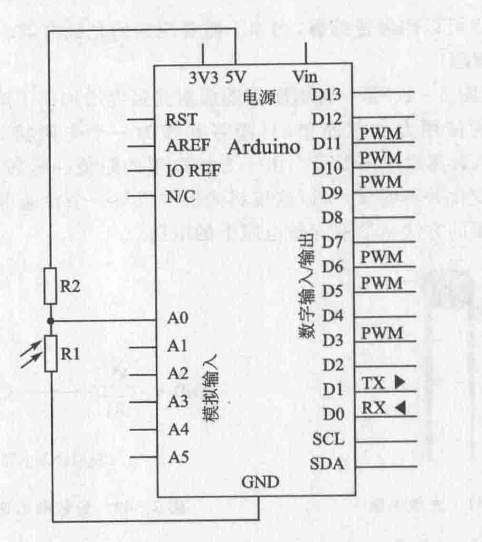 3V3 5V Vin
电源
D13
RST
D12
AREF
Arduino
D11 PWM
IO REF
D10 PWM
N/C
D9 PWM
D8
D7
D6 PWM
R2
D5 PWM
数字输入/输出
A0
D4
R1
A1
D3 PWM
A2
模拟输入
D2
A3
D1 TX
A4
D0 RX
A5
SCL
SDA
GND